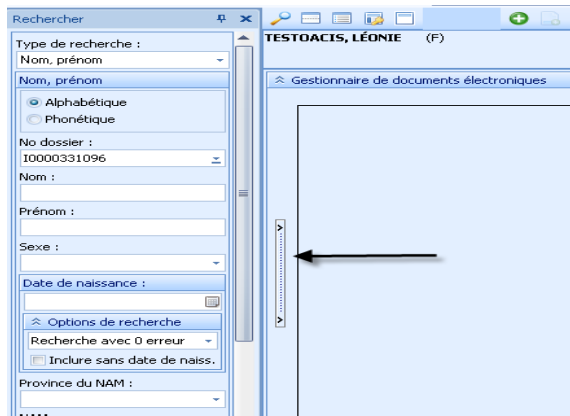 Rechercher
Type de recherche :
Nom, prénom
Nom, prénom
Alphabétique
Phonétique
No dossier :
I0000331096
Nom :
Prénom :
Sexe :
Date de naissance :
Options de recherche
Recherche avec 0 erreur
Inclure sans date de naiss.
Province du NAM :
TESTOACIS, LÉONIE (F)
Gestionnaire de documents électroniques